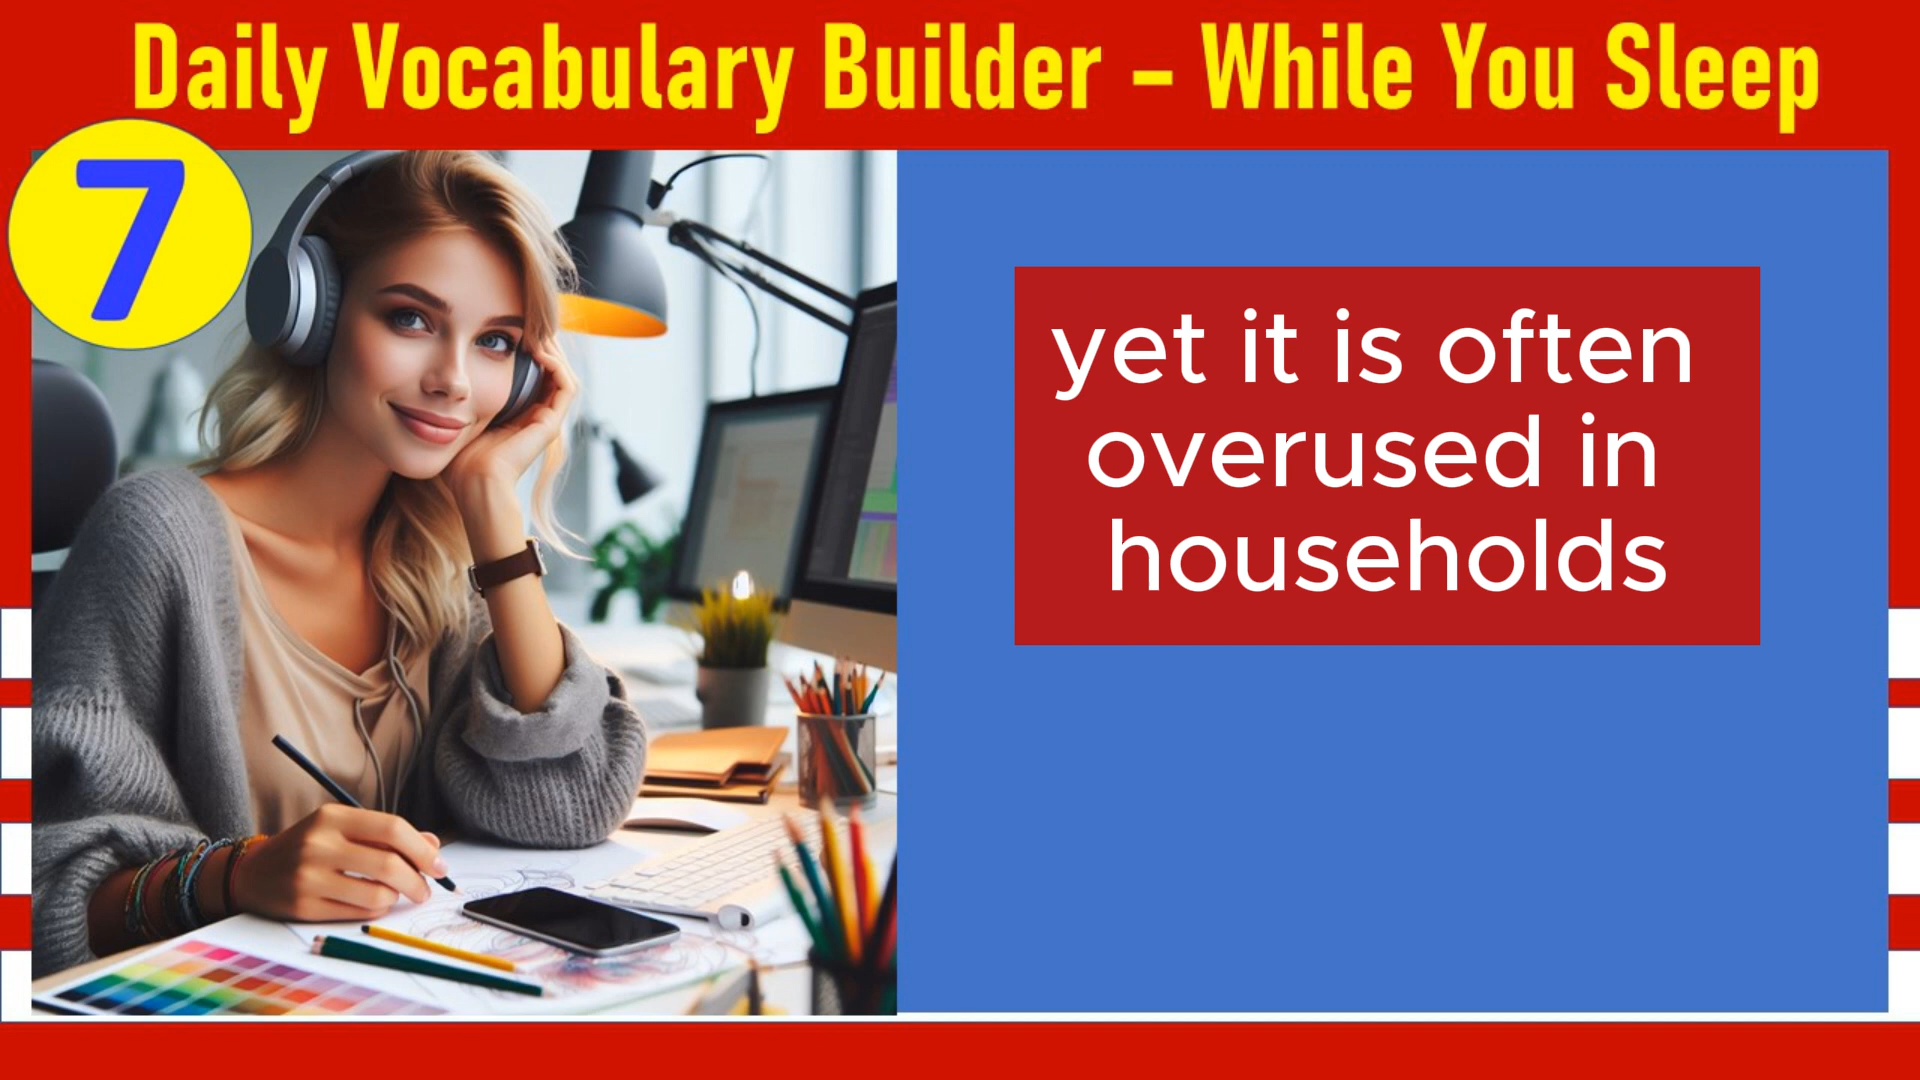 Daily Vocabulary Builder – While You Sleep
7
yet it is often
overused in
households